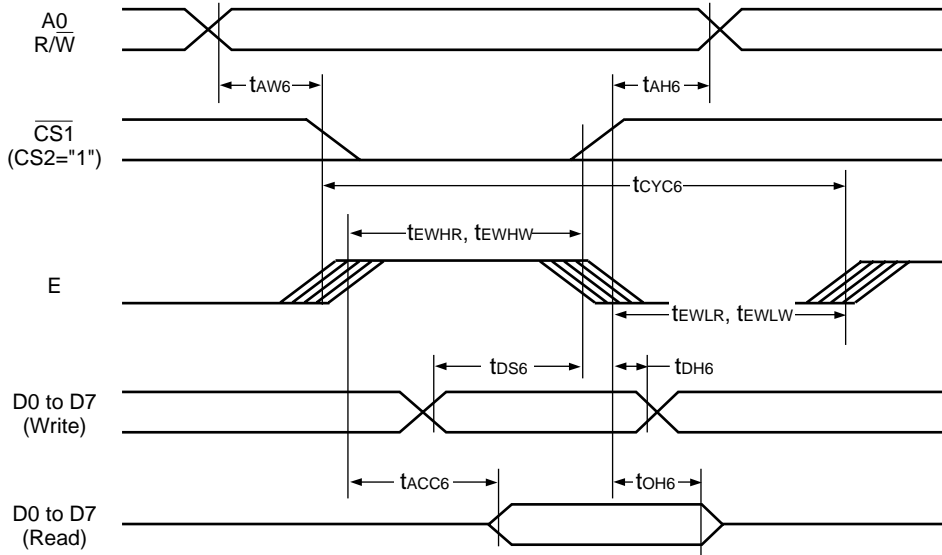 A0
R/W̅
tAW6
tAH6
C̅S̅1̅
(CS2="1")
tCYC6
tEWHR, tEWHW
E
tEWLR, tEWLW
tDS6
tDH6
D0 to D7
(Write)
tACC6
tOH6
D0 to D7
(Read)